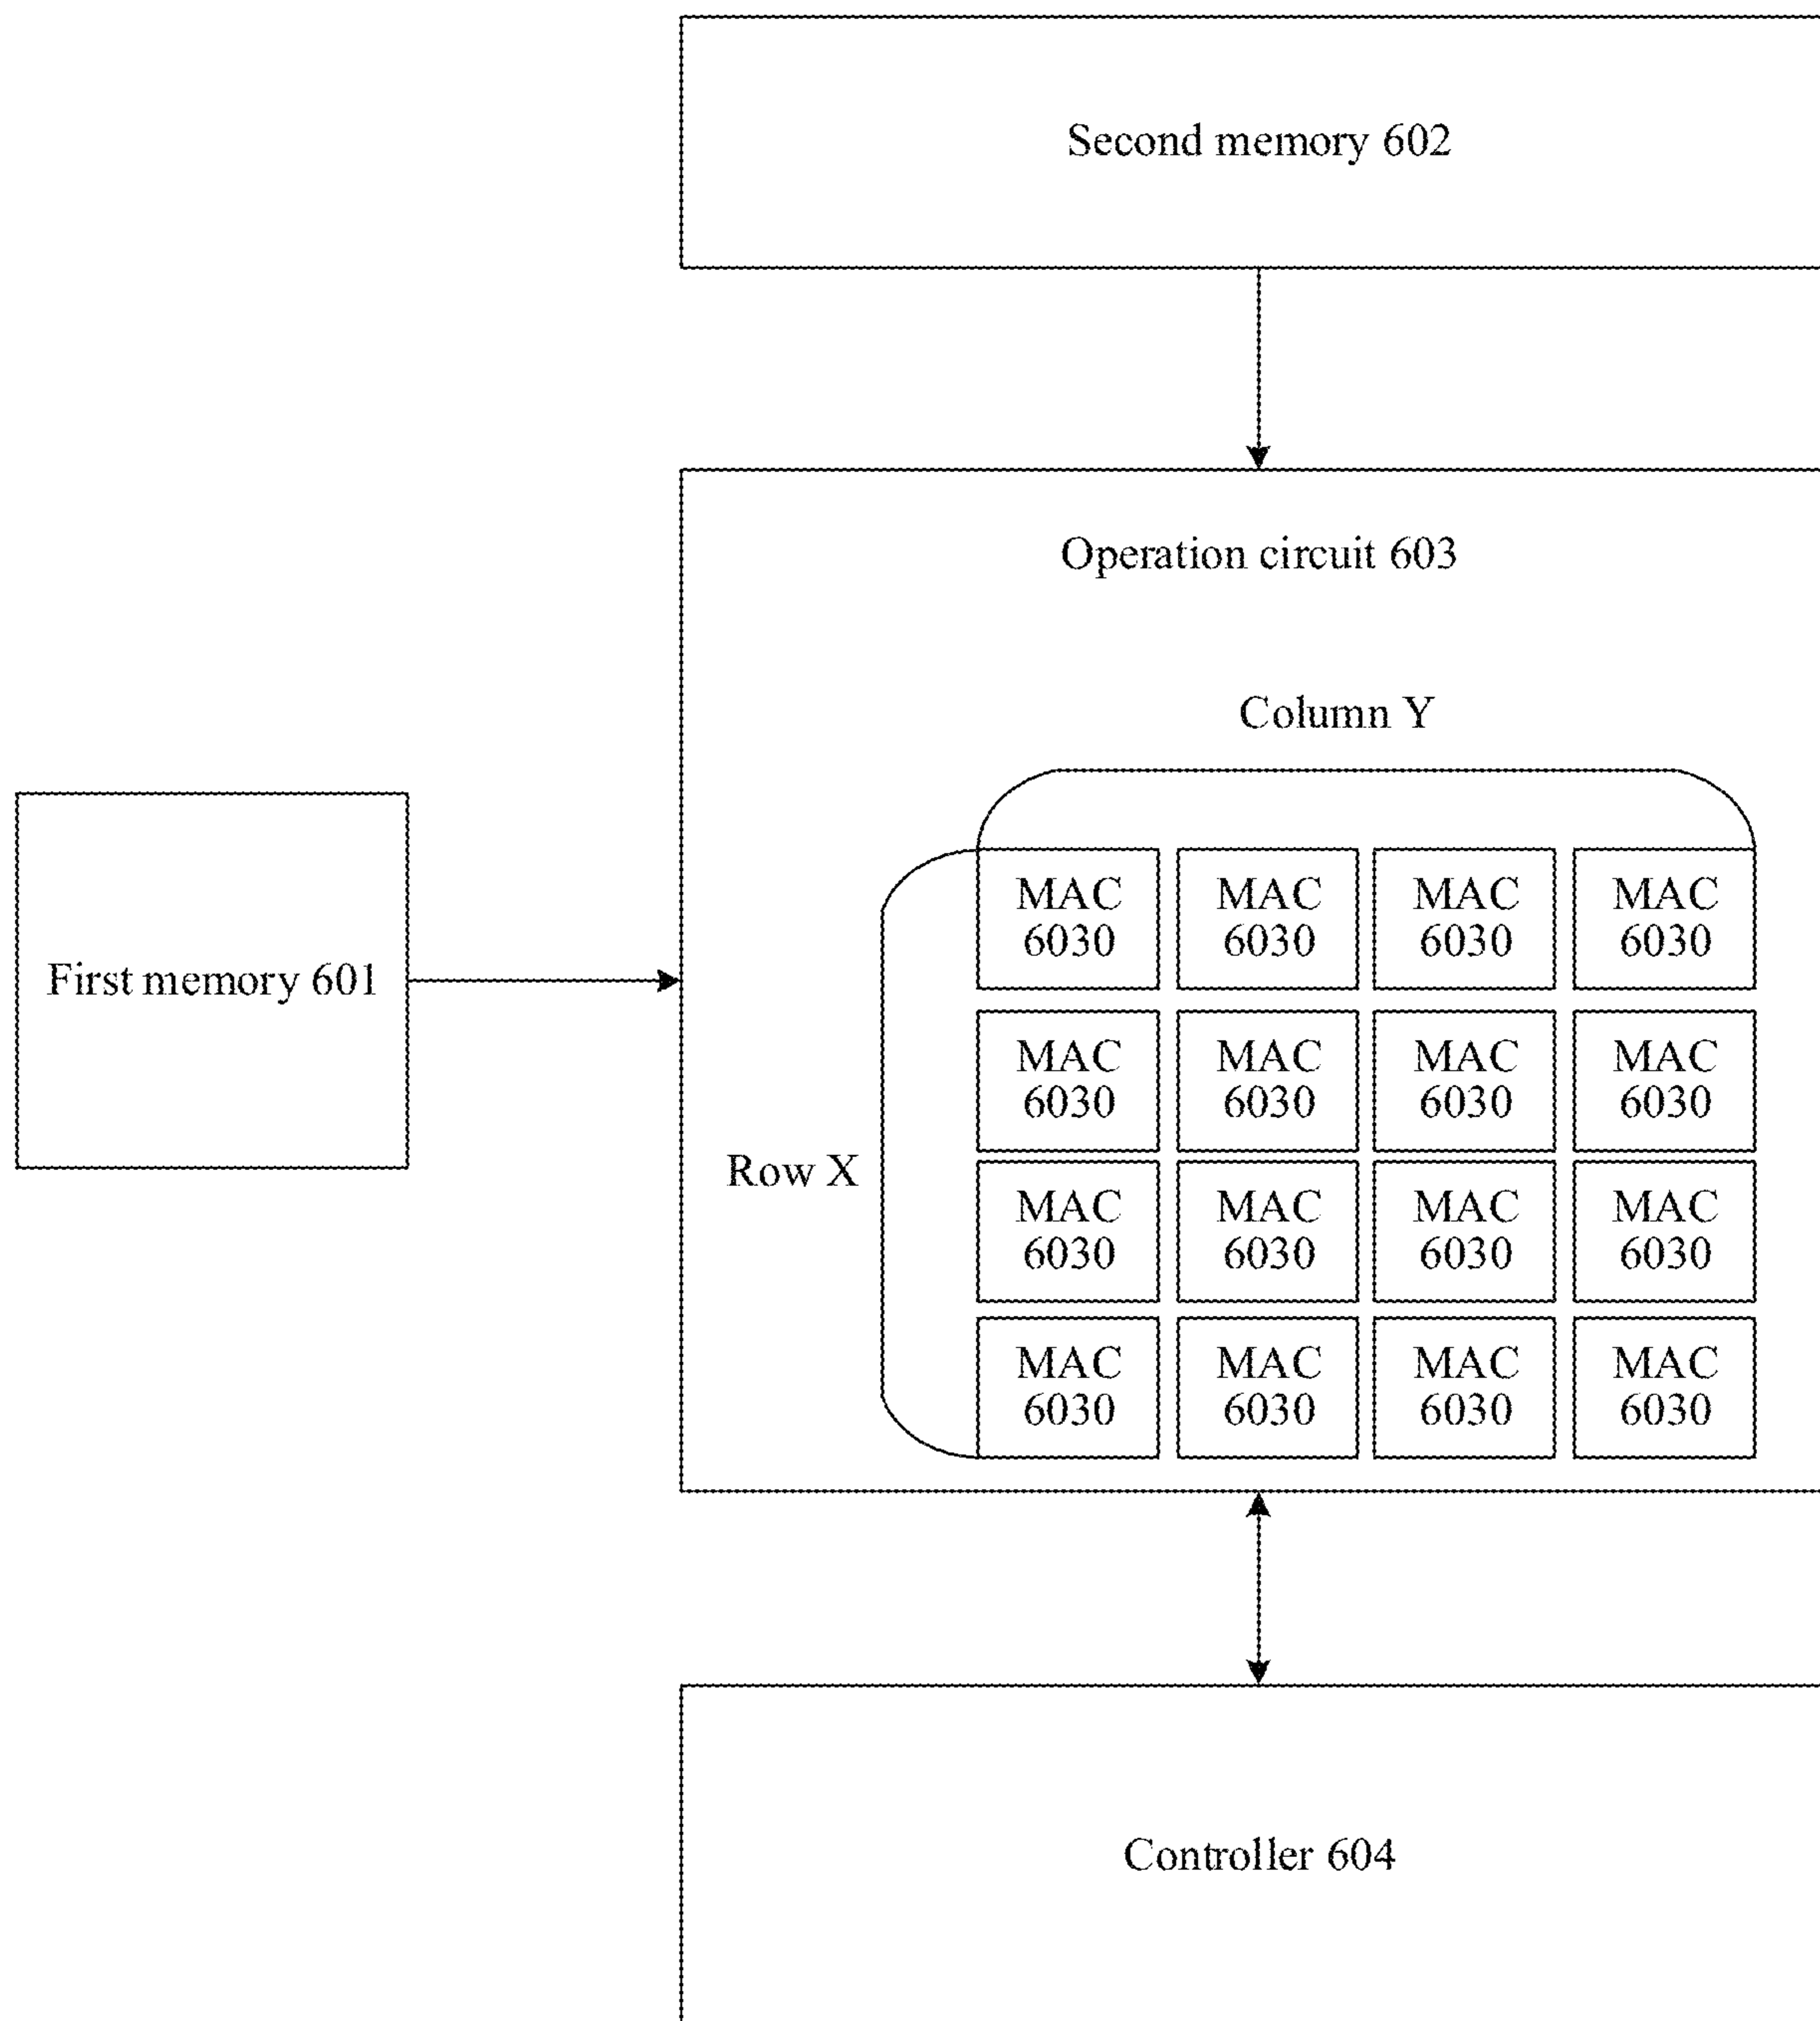 Second memory 602
Operation circuit 603
Column Y
First memory 601
Row X
MAC 6030 MAC 6030 MAC 6030 MAC 6030
MAC 6030 MAC 6030 MAC 6030 MAC 6030
MAC 6030 MAC 6030 MAC 6030 MAC 6030
MAC 6030 MAC 6030 MAC 6030 MAC 6030
Controller 604